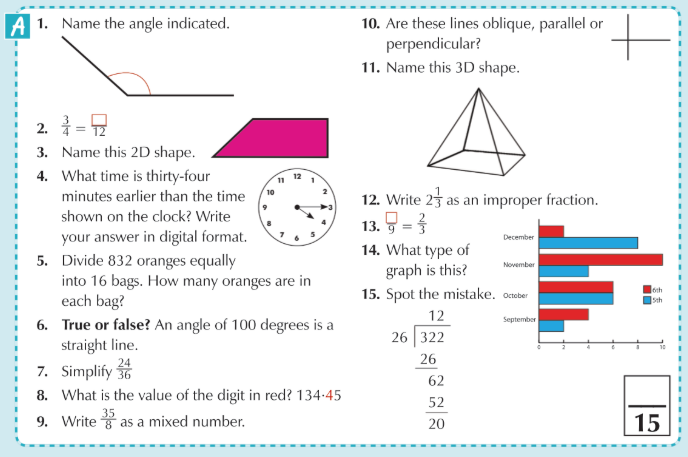 A
1. Name the angle indicated.
2. 3/4 = □/12
3. Name this 2D shape.
4. What time is thirty-four
minutes earlier than the time
shown on the clock? Write
your answer in digital format.
12
1
2
3
4
5
6
7
8
9
10
11
5. Divide 832 oranges equally
into 16 bags. How many oranges are in
each bag?
6. True or false? An angle of 100 degrees is a
straight line.
7. Simplify 24/36
8. What is the value of the digit in red? 134·45
9. Write 35/8 as a mixed number.
10. Are these lines oblique, parallel or
perpendicular?
11. Name this 3D shape.
12. Write 2 1/3 as an improper fraction.
13. □/9 = 2/3
14. What type of
graph is this?
December
November
October
September
0 2 4 6 8 10
6th
5th
15. Spot the mistake.
12
26 322
26
62
52
20
15